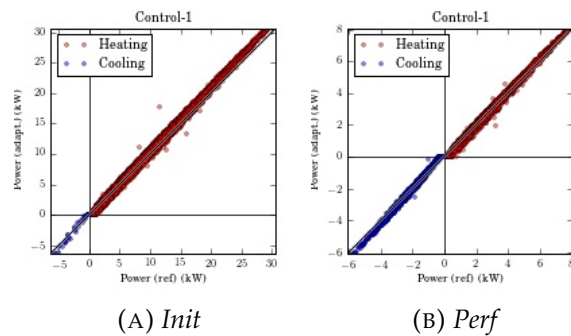 Control-1
30
25
20
15
10
5
0
−5
Power (adapt.) (kW)
Heating
Cooling
−5 0 5 10 15 20 25 30
Power (ref) (kW)
(A) Init
Control-1
8
6
4
2
0
−2
−4
−6
Power (adapt.) (kW)
Heating
Cooling
−6 −4 −2 0 2 4 6 8
Power (ref) (kW)
(B) Perf